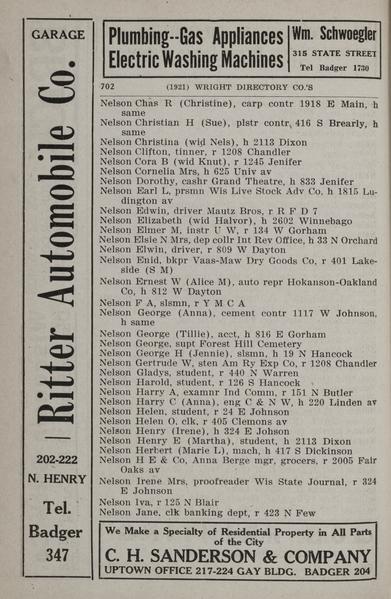 GARAGE
Ritter Automobile Co.
202-222
N. HENRY
Tel.
Badger
347
Plumbing--Gas Appliances
Electric Washing Machines
Wm. Schwoegler
315 STATE STREET
Tel Badger 1730
702 (1921) WRIGHT DIRECTORY CO.'S
Nelson Chas R (Christine), carp contr 1918 E Main, h
same
Nelson Christian H (Sue), plstr contr, 416 S Brearly, h
same
Nelson Christina (wid Nels), h 2113 Dixon
Nelson Clifton, tinner, r 1208 Chandler
Nelson Cora B (wid Knut), r 1245 Jenifer
Nelson Cornelia Mrs, h 625 Univ av
Nelson Dorothy, cashr Grand Theatre, h 833 Jenifer
Nelson Earl L, prsmn Wis Live Stock Adv Co, h 1815 Lu-
dington av
Nelson Edwin, driver Mautz Bros, r R F D 7
Nelson Elizabeth (wid Halvor), h 2602 Winnebago
Nelson Elmer M, instr U W, r 134 W Gorham
Nelson Elsie N Mrs, dep collr Int Rey Office, h 33 N Orchard
Nelson Elwin, driver, r 809 W Dayton
Nelson Enid, bkpr Vaas-Maw Dry Goods Co, r 401 Lake-
side (S M)
Nelson Ernest W (Alice M), auto repr Hokanson-Oakland
Co, h 812 W Dayton
Nelson F A, slsmn, r Y M C A
Nelson George (Anna), cement contr 1117 W Johnson,
h same
Nelson George (Tillie), acct, h 816 E Gorham
Nelson George, supt Forest Hill Cemetery
Nelson George H (Jennie), slsmn, h 19 N Hancock
Nelson Gertrude W, sten Am Ry Exp Co, r 1208 Chandler
Nelson Gladys, student, r 440 N Warren
Nelson Harold, student, r 126 S Hancock
Nelson Harry A, examnr Ind Comm, r 151 N Butler
Nelson Harry C (Anna), eng C & N W, h 220 Linden av
Nelson Helen, student, r 24 E Johnson
Nelson Helen O, clk, r 405 Clemons av
Nelson Henry (Irene), h 324 E Johson
Nelson Henry E (Martha), student, h 2113 Dixon
Nelson Herbert (Marie L), mach, h 417 S Dickinson
Nelson H E & Co, Anna Berge mgr, grocers, r 2005 Fair
Oaks av
Nelson Irene Mrs, proofreader Wis State Journal, r 324
E Johnson
Nelson Iva, r 125 N Blair
Nelson Jane, clk banking dept, r 423 N Few
We Make a Specialty of Residential Property in All Parts
of the City
C. H. SANDERSON & COMPANY
UPTOWN OFFICE 217-224 GAY BLDG. BADGER 204